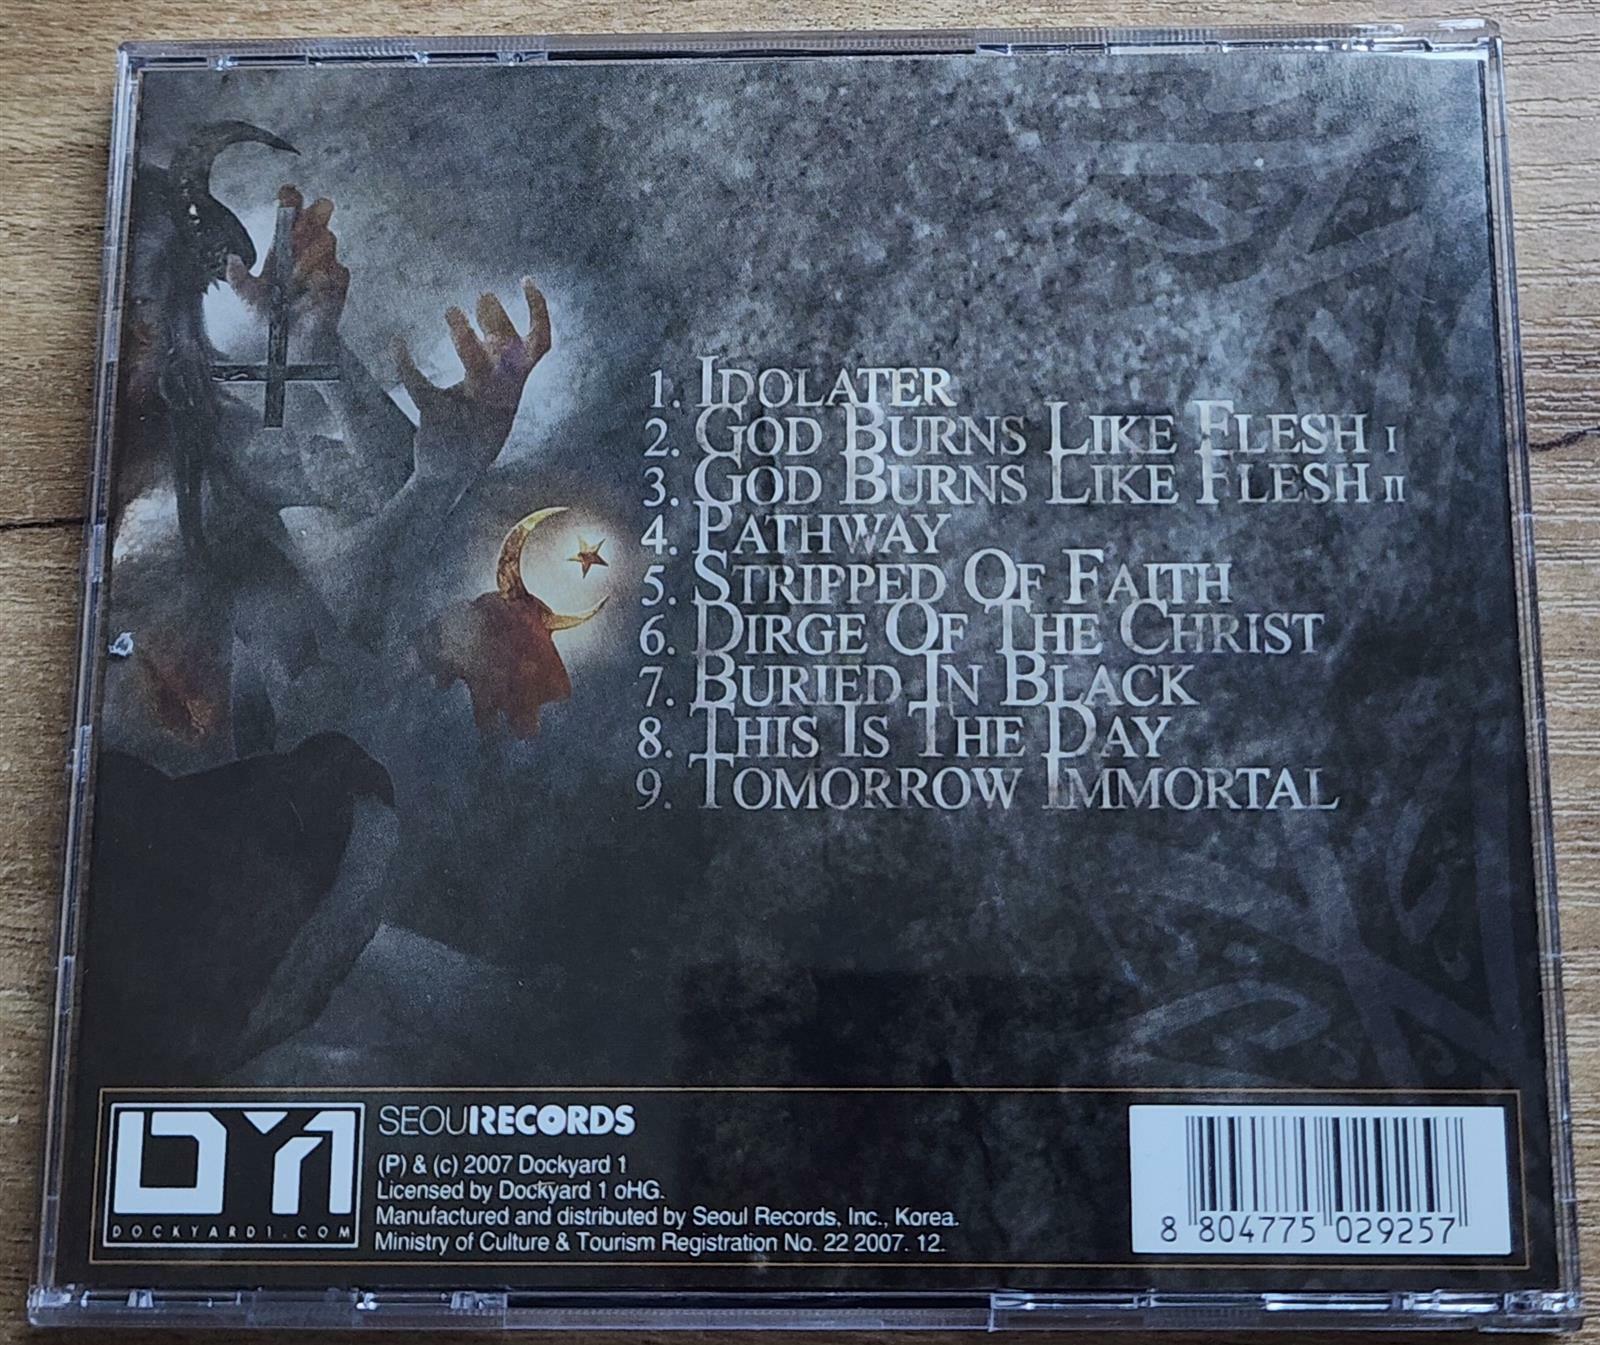 1. IDOLATER
2. GOD BURNS LIKE FLESH I
3. GOD BURNS LIKE FLESH II
4. PATHWAY
5. STRIPPED OF FAITH
6. DIRGE OF THE CHRIST
7. BURIED IN BLACK
8. THIS IS THE DAY
9. TOMORROW IMMORTAL
DY1
DOCKYARD1.COM
SEOULRECORDS
(P) & (c) 2007 Dockyard 1
Licensed by Dockyard 1 oHG.
Manufactured and distributed by Seoul Records, Inc., Korea.
Ministry of Culture & Tourism Registration No. 22 2007. 12.
8 804775 029257